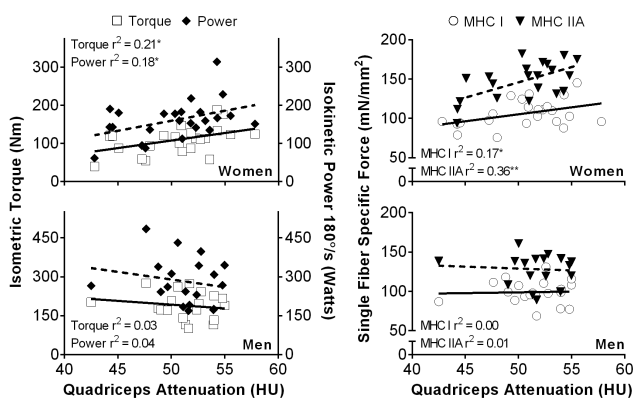 Torque Power
Torque r² = 0.21*
Power r² = 0.18*
300
200
100
0
300
200
100
0
Women
450
300
150
0
450
300
150
0
Torque r² = 0.03
Power r² = 0.04
Men
40 45 50 55 60
Quadriceps Attenuation (HU)
Isometric Torque (Nm)
Isokinetic Power 180°/s (Watts)
MHC I MHC IIA
200
150
100
50
0
MHC I r² = 0.17*
MHC IIA r² = 0.36**
Women
200
150
100
50
0
MHC I r² = 0.00
MHC IIA r² = 0.01
Men
40 45 50 55 60
Quadriceps Attenuation (HU)
Single Fiber Specific Force (mN/mm²)